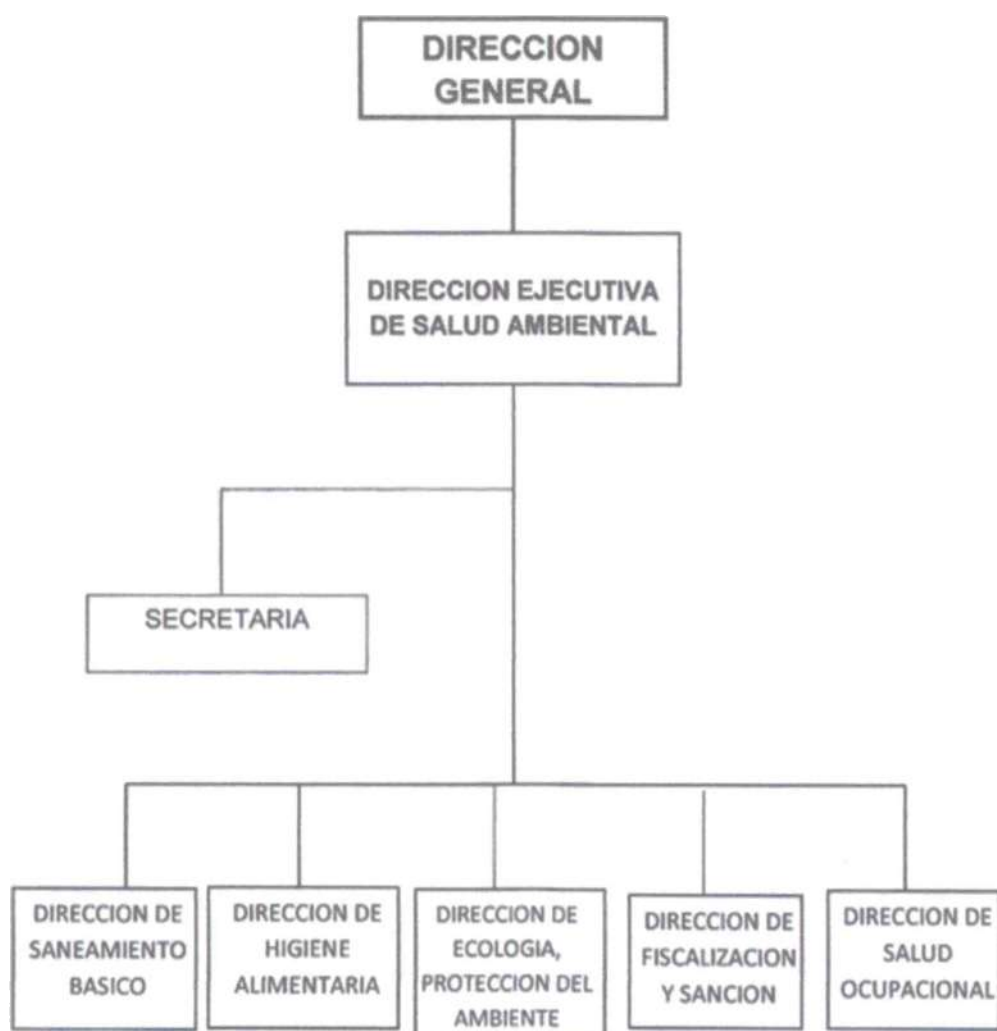 DIRECCION
GENERAL
DIRECCION EJECUTIVA
DE SALUD AMBIENTAL
SECRETARIA
DIRECCION DE
SANEAMIENTO
BASICO
DIRECCION DE
HIGIENE
ALIMENTARIA
DIRECCION DE
ECOLOGIA,
PROTECCION DEL
AMBIENTE
DIRECCION DE
FISCALIZACION
Y SANCION
DIRECCION DE
SALUD
OCUPACIONAL